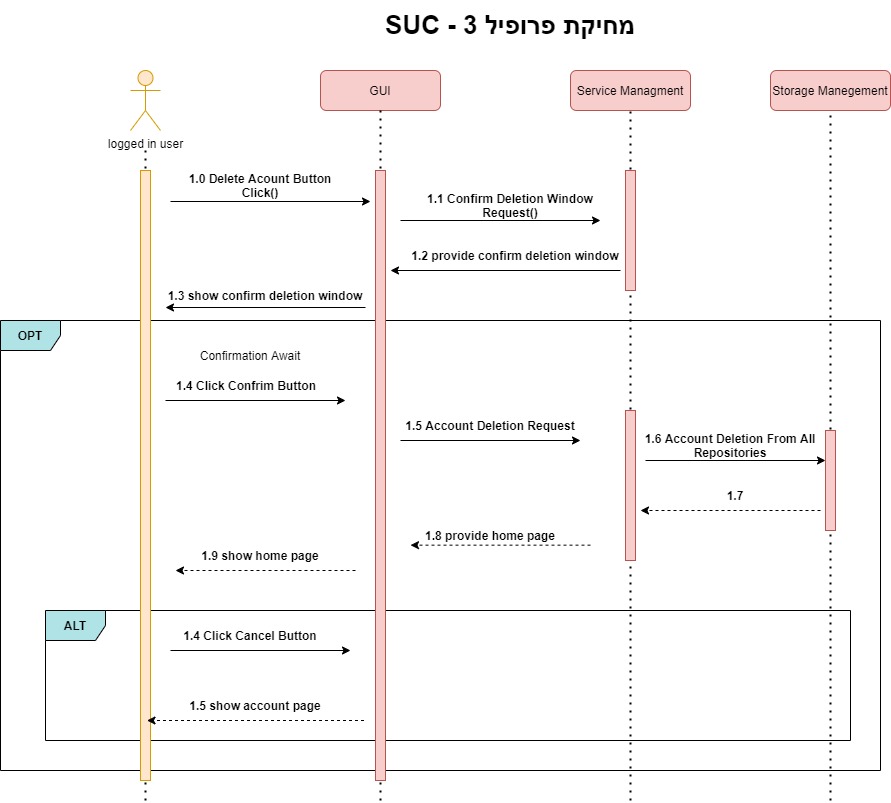 SUC - 3 מחיקת פרופיל
GUI
Service Managment
Storage Manegement
logged in user
1.0 Delete Acount Button
Click()
1.1 Confirm Deletion Window
Request()
1.2 provide confirm deletion window
1.3 show confirm deletion window
OPT
Confirmation Await
1.4 Click Confrim Button
1.5 Account Deletion Request
1.6 Account Deletion From All
Repositories
1.7
1.8 provide home page
1.9 show home page
ALT
1.4 Click Cancel Button
1.5 show account page